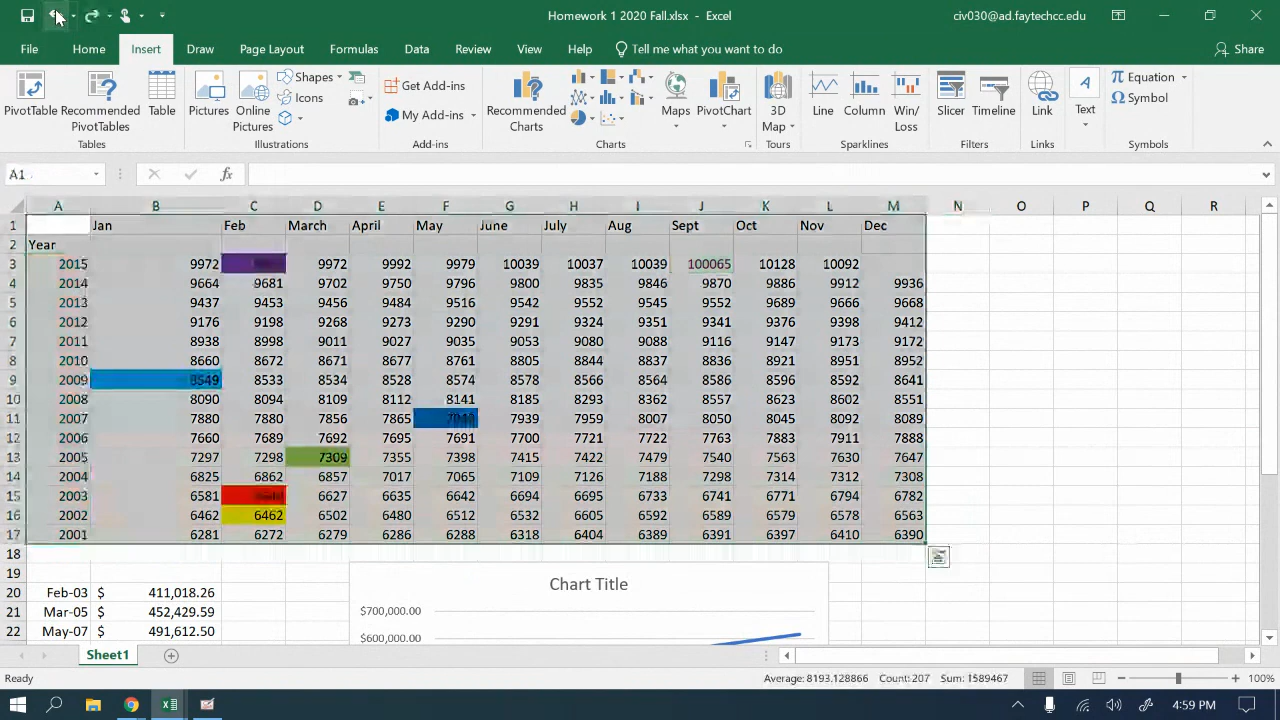 Homework 1 2020 Fall.xlsx - Excel civ030@ad.faytechcc.edu
File Home Insert Draw Page Layout Formulas Data Review View Help Tell me what you want to do Share
PivotTable Recommended PivotTables Table Pictures Online Pictures Shapes Icons Get Add-ins My Add-ins Recommended Charts Maps PivotChart 3D Map Line Column Win/Loss Slicer Timeline Link Text Equation Symbol
Tables Illustrations Add-ins Charts Tours Sparklines Filters Links Symbols
A1 fx
A B C D E F G H I J K L M N O P Q R
1 Jan Feb March April May June July Aug Sept Oct Nov Dec
2 Year
3 2015 9972 9972 9992 9979 10039 10037 10039 100065 10128 10092
4 2014 9664 9681 9702 9750 9796 9800 9835 9846 9870 9886 9912 9936
5 2013 9437 9453 9456 9484 9516 9542 9552 9545 9552 9689 9666 9668
6 2012 9176 9198 9268 9273 9290 9291 9324 9351 9341 9376 9398 9412
7 2011 8938 8998 9011 9027 9035 9053 9080 9088 9116 9147 9173 9172
8 2010 8660 8672 8671 8677 8761 8805 8844 8837 8836 8921 8951 8952
9 2009 8549 8533 8534 8528 8574 8578 8566 8564 8586 8596 8592 8641
10 2008 8090 8094 8109 8112 8141 8185 8293 8362 8557 8623 8602 8551
11 2007 7880 7880 7856 7865 7939 7959 8007 8050 8045 8092 8089
12 2006 7660 7689 7692 7695 7691 7700 7721 7722 7763 7883 7911 7888
13 2005 7297 7298 7309 7355 7398 7415 7422 7479 7540 7563 7630 7647
14 2004 6825 6862 6857 7017 7065 7109 7126 7188 7298 7314 7312 7308
15 2003 6581 6627 6635 6642 6694 6695 6733 6741 6771 6794 6782
16 2002 6462 6462 6502 6480 6512 6532 6605 6592 6589 6579 6578 6563
17 2001 6281 6272 6279 6286 6288 6318 6404 6389 6391 6397 6410 6390
18
19 Chart Title
20 Feb-03 $ 411,018.26
21 Mar-05 $ 452,429.59 $700,000.00
22 May-07 $ 491,612.50 $600,000.00
Sheet1
Ready Average: 8193.128866 Count: 207 Sum: 1589467 100%
4:59 PM